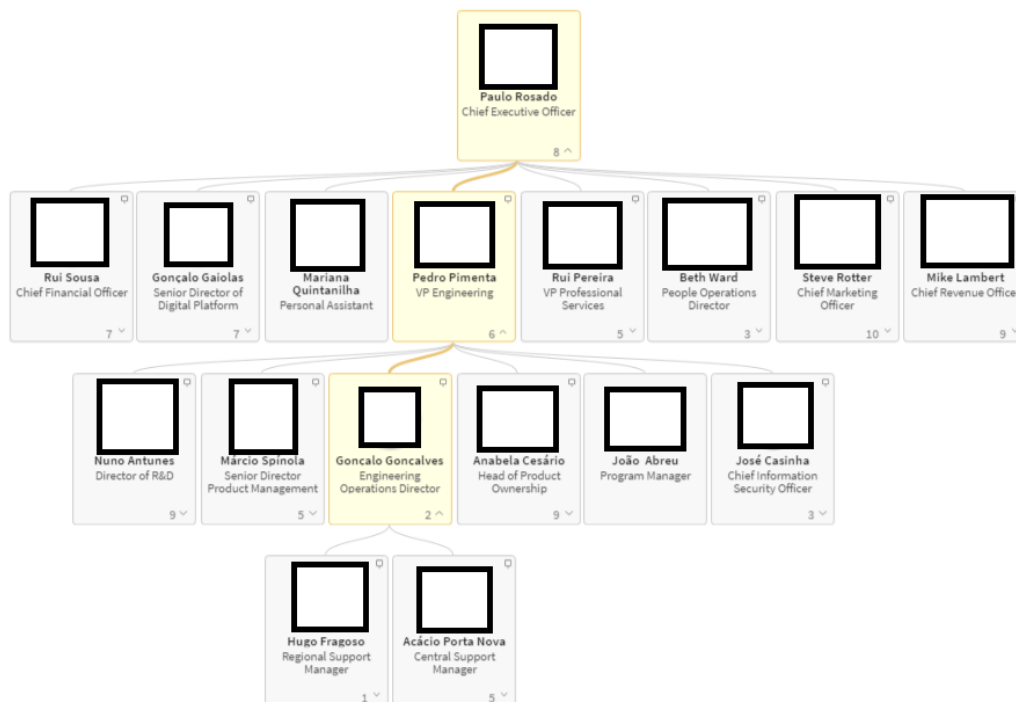 Paulo Rosado
Chief Executive Officer
8
Rui Sousa
Chief Financial Officer
7
Gonçalo Gaiolas
Senior Director of
Digital Platform
7
Mariana
Quintanilha
Personal Assistant
Pedro Pimenta
VP Engineering
6
Rui Pereira
VP Professional
Services
5
Beth Ward
People Operations
Director
3
Steve Rotter
Chief Marketing
Officer
10
Mike Lambert
Chief Revenue Office
9
Nuno Antunes
Director of R&D
9
Márcio Spínola
Senior Director
Product Management
5
Goncalo Goncalves
Engineering
Operations Director
2
Anabela Cesário
Head of Product
Ownership
9
João Abreu
Program Manager
José Casinha
Chief Information
Security Officer
3
Hugo Fragoso
Regional Support
Manager
1
Acácio Porta Nova
Central Support
Manager
5